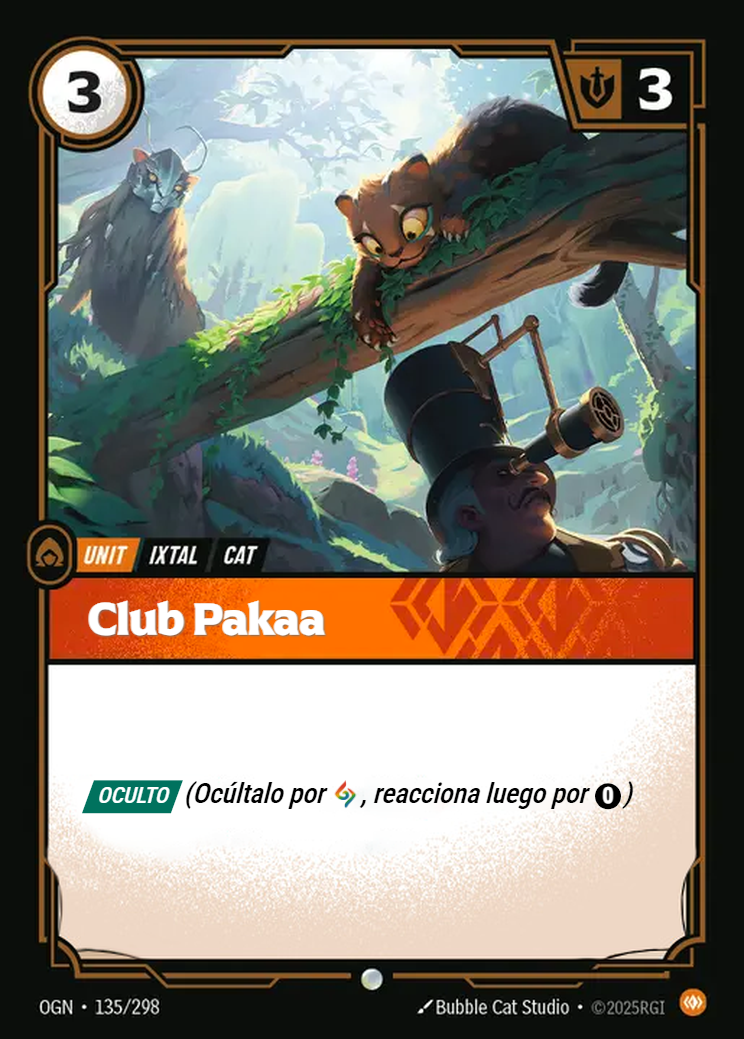 3
3
UNIT IXTAL CAT
Club Pakaa
OCULTO (Ocúltalo por , reacciona luego por 0)
OGN • 135/298
Bubble Cat Studio • ©2025RGI